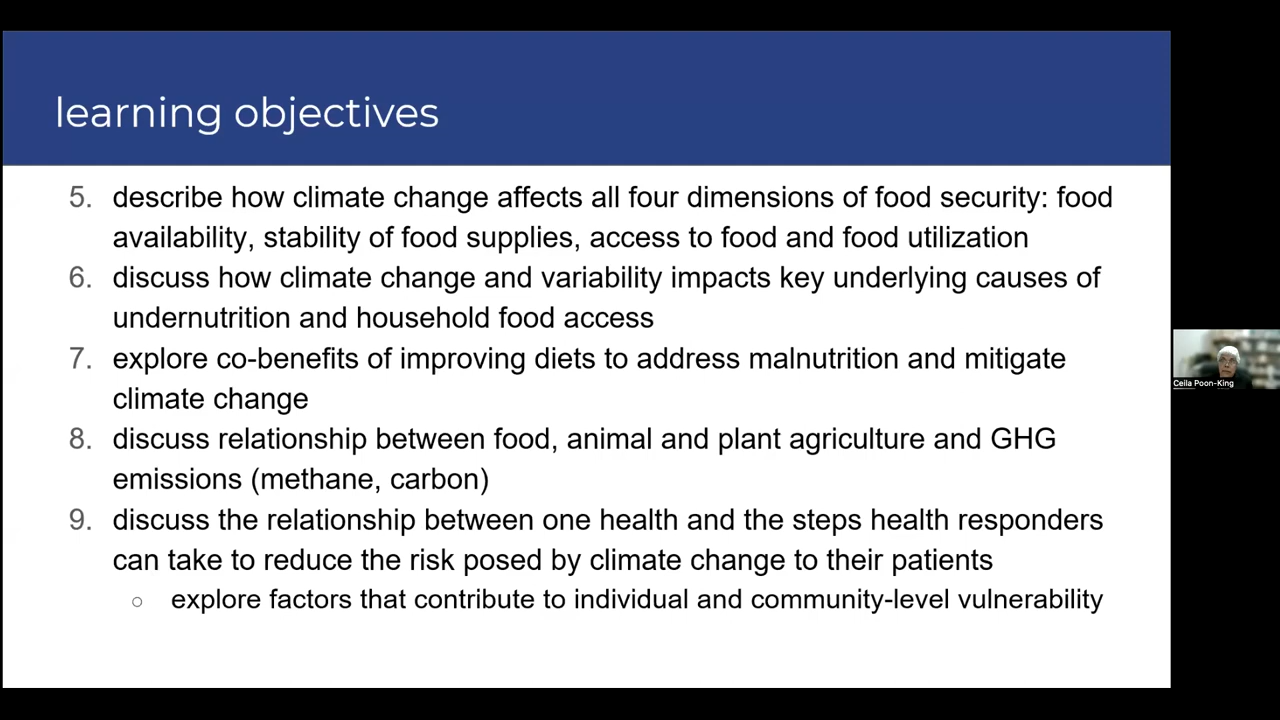 learning objectives
5. describe how climate change affects all four dimensions of food security: food
availability, stability of food supplies, access to food and food utilization
6. discuss how climate change and variability impacts key underlying causes of
undernutrition and household food access
7. explore co-benefits of improving diets to address malnutrition and mitigate
climate change
8. discuss relationship between food, animal and plant agriculture and GHG
emissions (methane, carbon)
9. discuss the relationship between one health and the steps health responders
can take to reduce the risk posed by climate change to their patients
○ explore factors that contribute to individual and community-level vulnerability
Ceila Poon-King